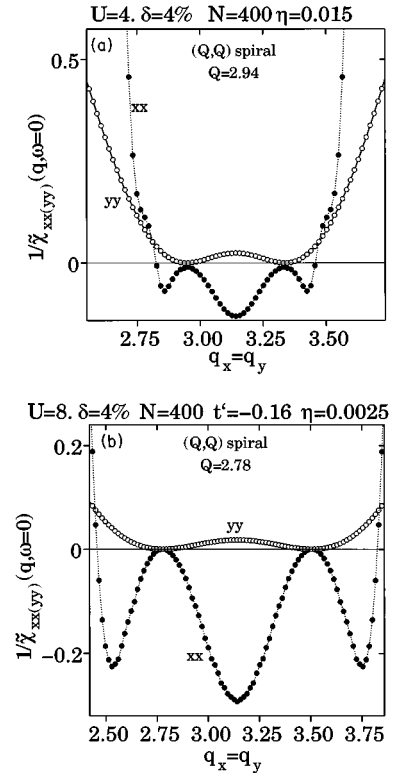 U=4. δ=4% N=400 η=0.015
(a)
(Q,Q) spiral
Q=2.94
0.5
xx
yy
0
1/χ̃xx(yy)(q,ω=0)
2.75 3.00 3.25 3.50
qx=qy
U=8. δ=4% N=400 t‘=−0.16 η=0.0025
(b)
(Q,Q) spiral
Q=2.78
0.2
yy
0
xx
−0.2
1/χ̃xx(yy)(q,ω=0)
2.50 2.75 3.00 3.25 3.50 3.75
qx=qy